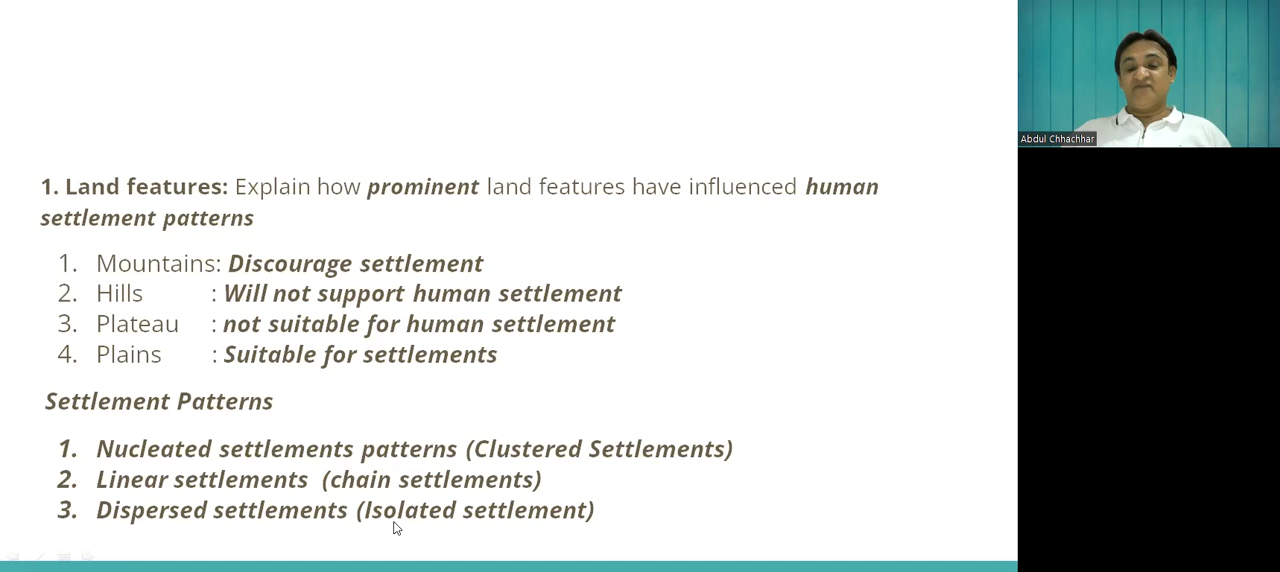 1. Land features: Explain how prominent land features have influenced human
settlement patterns
1. Mountains: Discourage settlement
2. Hills : Will not support human settlement
3. Plateau : not suitable for human settlement
4. Plains : Suitable for settlements
Settlement Patterns
1. Nucleated settlements patterns (Clustered Settlements)
2. Linear settlements (chain settlements)
3. Dispersed settlements (Isolated settlement)
Abdul Chhachhar